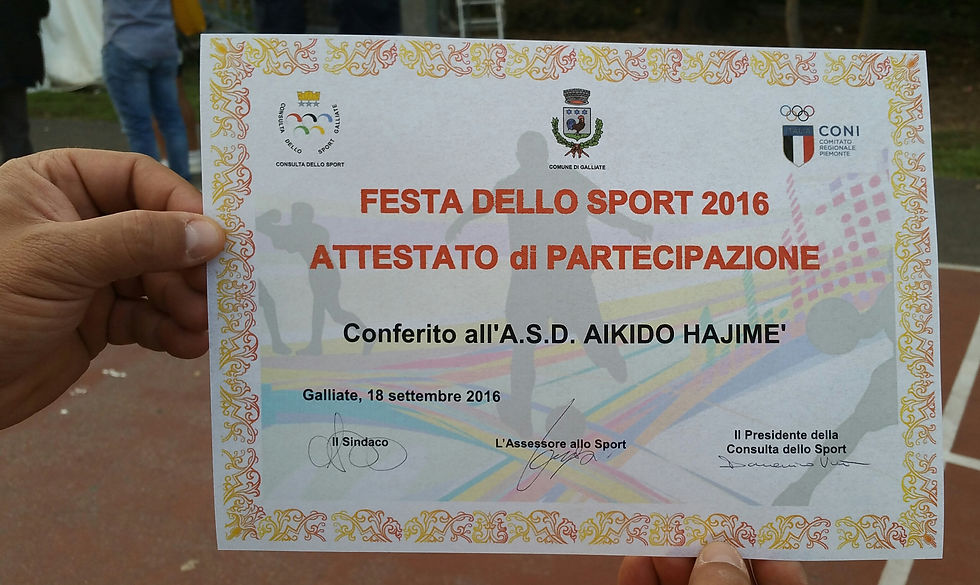 CONSULTA DELLO SPORT GALLIATE
CONSULTA DELLO SPORT
COMUNE DI GALLIATE
ITALIA
CONI
COMITATO
REGIONALE
PIEMONTE
FESTA DELLO SPORT 2016
ATTESTATO di PARTECIPAZIONE
Conferito all'A.S.D. AIKIDO HAJIME'
Galliate, 18 settembre 2016
Il Sindaco
L'Assessore allo Sport
Il Presidente della
Consulta dello Sport